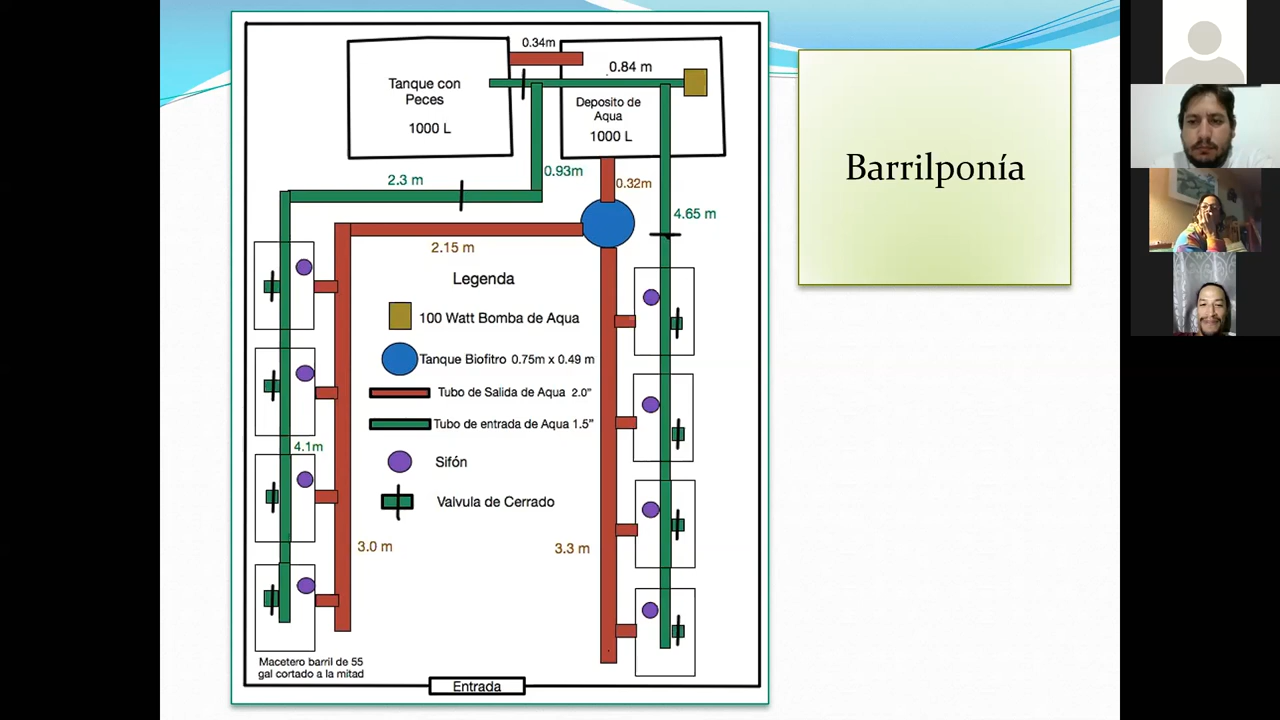 0.34m
Tanque con
Peces
1000 L
0.84 m
Deposito de
Aqua
1000 L
0.93m
0.32m
2.3 m
4.65 m
2.15 m
Legenda
100 Watt Bomba de Aqua
Tanque Biofitro 0.75m x 0.49 m
Tubo de Salida de Aqua 2.0"
Tubo de entrada de Aqua 1.5"
Sifón
Valvula de Cerrado
4.1m
3.0 m
3.3 m
Macetero barril de 55
gal cortado a la mitad
Entrada
Barrilponía